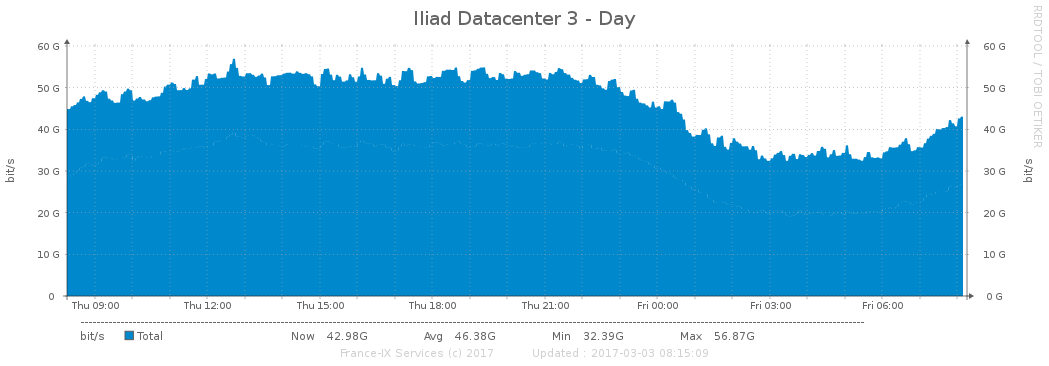 Iliad Datacenter 3 - Day
RRDTOOL / TOBI OETIKER
60 G 60 G
50 G 50 G
40 G 40 G
30 G 30 G
20 G 20 G
10 G 10 G
0 0 G
bit/s bit/s
Thu 09:00 Thu 12:00 Thu 15:00 Thu 18:00 Thu 21:00 Fri 00:00 Fri 03:00 Fri 06:00
bit/s Total Now 42.98G Avg 46.38G Min 32.39G Max 56.87G
France-IX Services (c) 2017 Updated : 2017-03-03 08:15:09